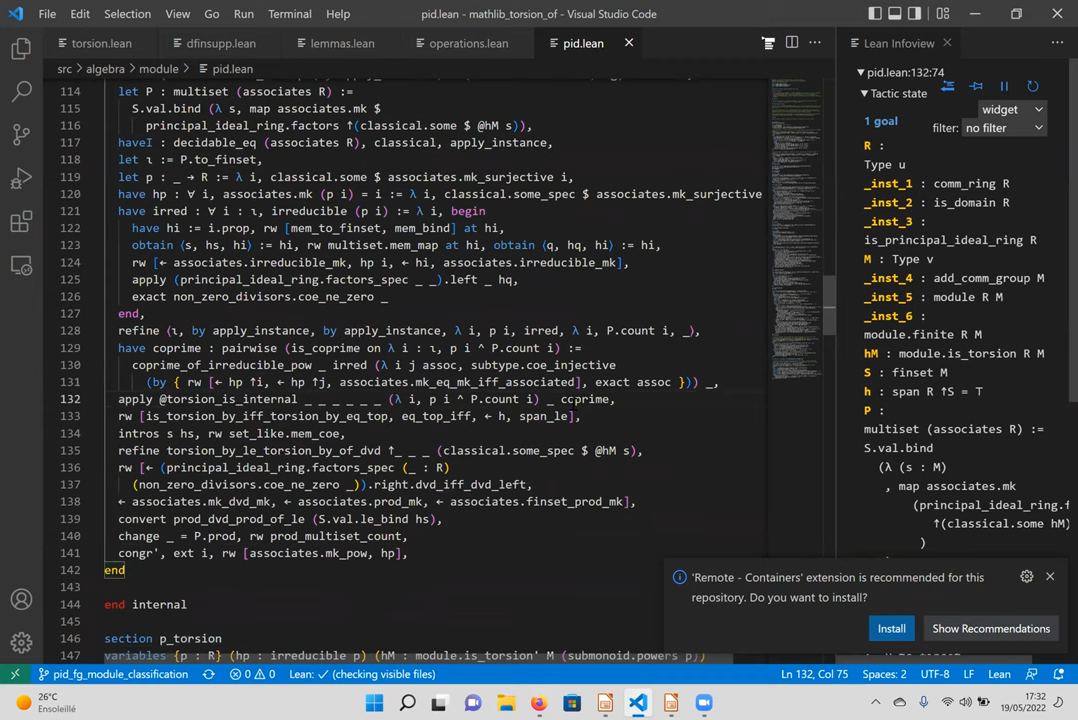 File Edit Selection View Go Run Terminal Help pid.lean - mathlib_torsion_of - Visual Studio Code
torsion.lean dfinsupp.lean lemmas.lean operations.lean pid.lean Lean Infoview
src > algebra > module > pid.lean
114 let P : multiset (associates R) :=
115 S.val.bind (λ s, map associates.mk $
116 principal_ideal_ring.factors ↑(classical.some $ @hM s)),
117 haveI : decidable_eq (associates R), classical, apply_instance,
118 let ι := P.to_finset,
119 let p : _ → R := λ i, classical.some $ associates.mk_surjective i,
120 have hp : ∀ i, associates.mk (p i) = i := λ i, classical.some_spec $ associates.mk_surjective
121 have irred : ∀ i : ι, irreducible (p i) := λ i, begin
122 have hi := i.prop, rw [mem_to_finset, mem_bind] at hi,
123 obtain ⟨s, hs, hi⟩ := hi, rw multiset.mem_map at hi, obtain ⟨q, hq, hi⟩ := hi,
124 rw [← associates.irreducible_mk, hp i, ← hi, associates.irreducible_mk],
125 apply (principal_ideal_ring.factors_spec _ _).left _ hq,
126 exact non_zero_divisors.coe_ne_zero _
127 end,
128 refine ⟨ι, by apply_instance, by apply_instance, λ i, p i, irred, λ i, P.count i, _⟩,
129 have coprime : pairwise (is_coprime on λ i : ι, p i ^ P.count i) :=
130 coprime_of_irreducible_pow _ irred (λ i j assoc, subtype.coe_injective
131 (by { rw [← hp ↑i, ← hp ↑j, associates.mk_eq_mk_iff_associated], exact assoc })) _,
132 apply @torsion_is_internal _ _ _ _ _ _ (λ i, p i ^ P.count i) _ coprime,
133 rw [is_torsion_by_iff_torsion_by_eq_top, eq_top_iff, ← h, span_le],
134 intros s hs, rw set_like.mem_coe,
135 refine torsion_by_le_torsion_by_of_dvd ↑_ _ _ (classical.some_spec $ @hM s),
136 rw [← (principal_ideal_ring.factors_spec (_ : R)
137 (non_zero_divisors.coe_ne_zero _)).right.dvd_iff_dvd_left,
138 ← associates.mk_dvd_mk, ← associates.prod_mk, ← associates.finset_prod_mk],
139 convert prod_dvd_prod_of_le (S.val.le_bind hs),
140 change _ = P.prod, rw prod_multiset_count,
141 congr', ext i, rw [associates.mk_pow, hp],
142 end
143
144 end internal
145
146 section p_torsion
147 variables {p : R} (hp : irreducible p) (hM : module.is_torsion' M (submonoid.powers p))
pid.lean:132:74
Tactic state
widget
1 goal
filter: no filter
R :
Type u
_inst_1 : comm_ring R
_inst_2 : is_domain R
_inst_3 :
is_principal_ideal_ring R
M : Type v
_inst_4 : add_comm_group M
_inst_5 : module R M
_inst_6 :
module.finite R M
hM : module.is_torsion R M
S : finset M
h : span R ↑S = ⊤
P :
multiset (associates R) :=
S.val.bind
(λ (s : M)
, map associates.mk
(principal_ideal_ring.f
↑(classical.some hM)
)
'Remote - Containers' extension is recommended for this
repository. Do you want to install?
Install Show Recommendations
pid_fg_module_classification 0 0 Lean: (checking visible files) Ln 132, Col 75 Spaces: 2 UTF-8 LF Lean
26°C
Ensoleillé
17:32
19/05/2022